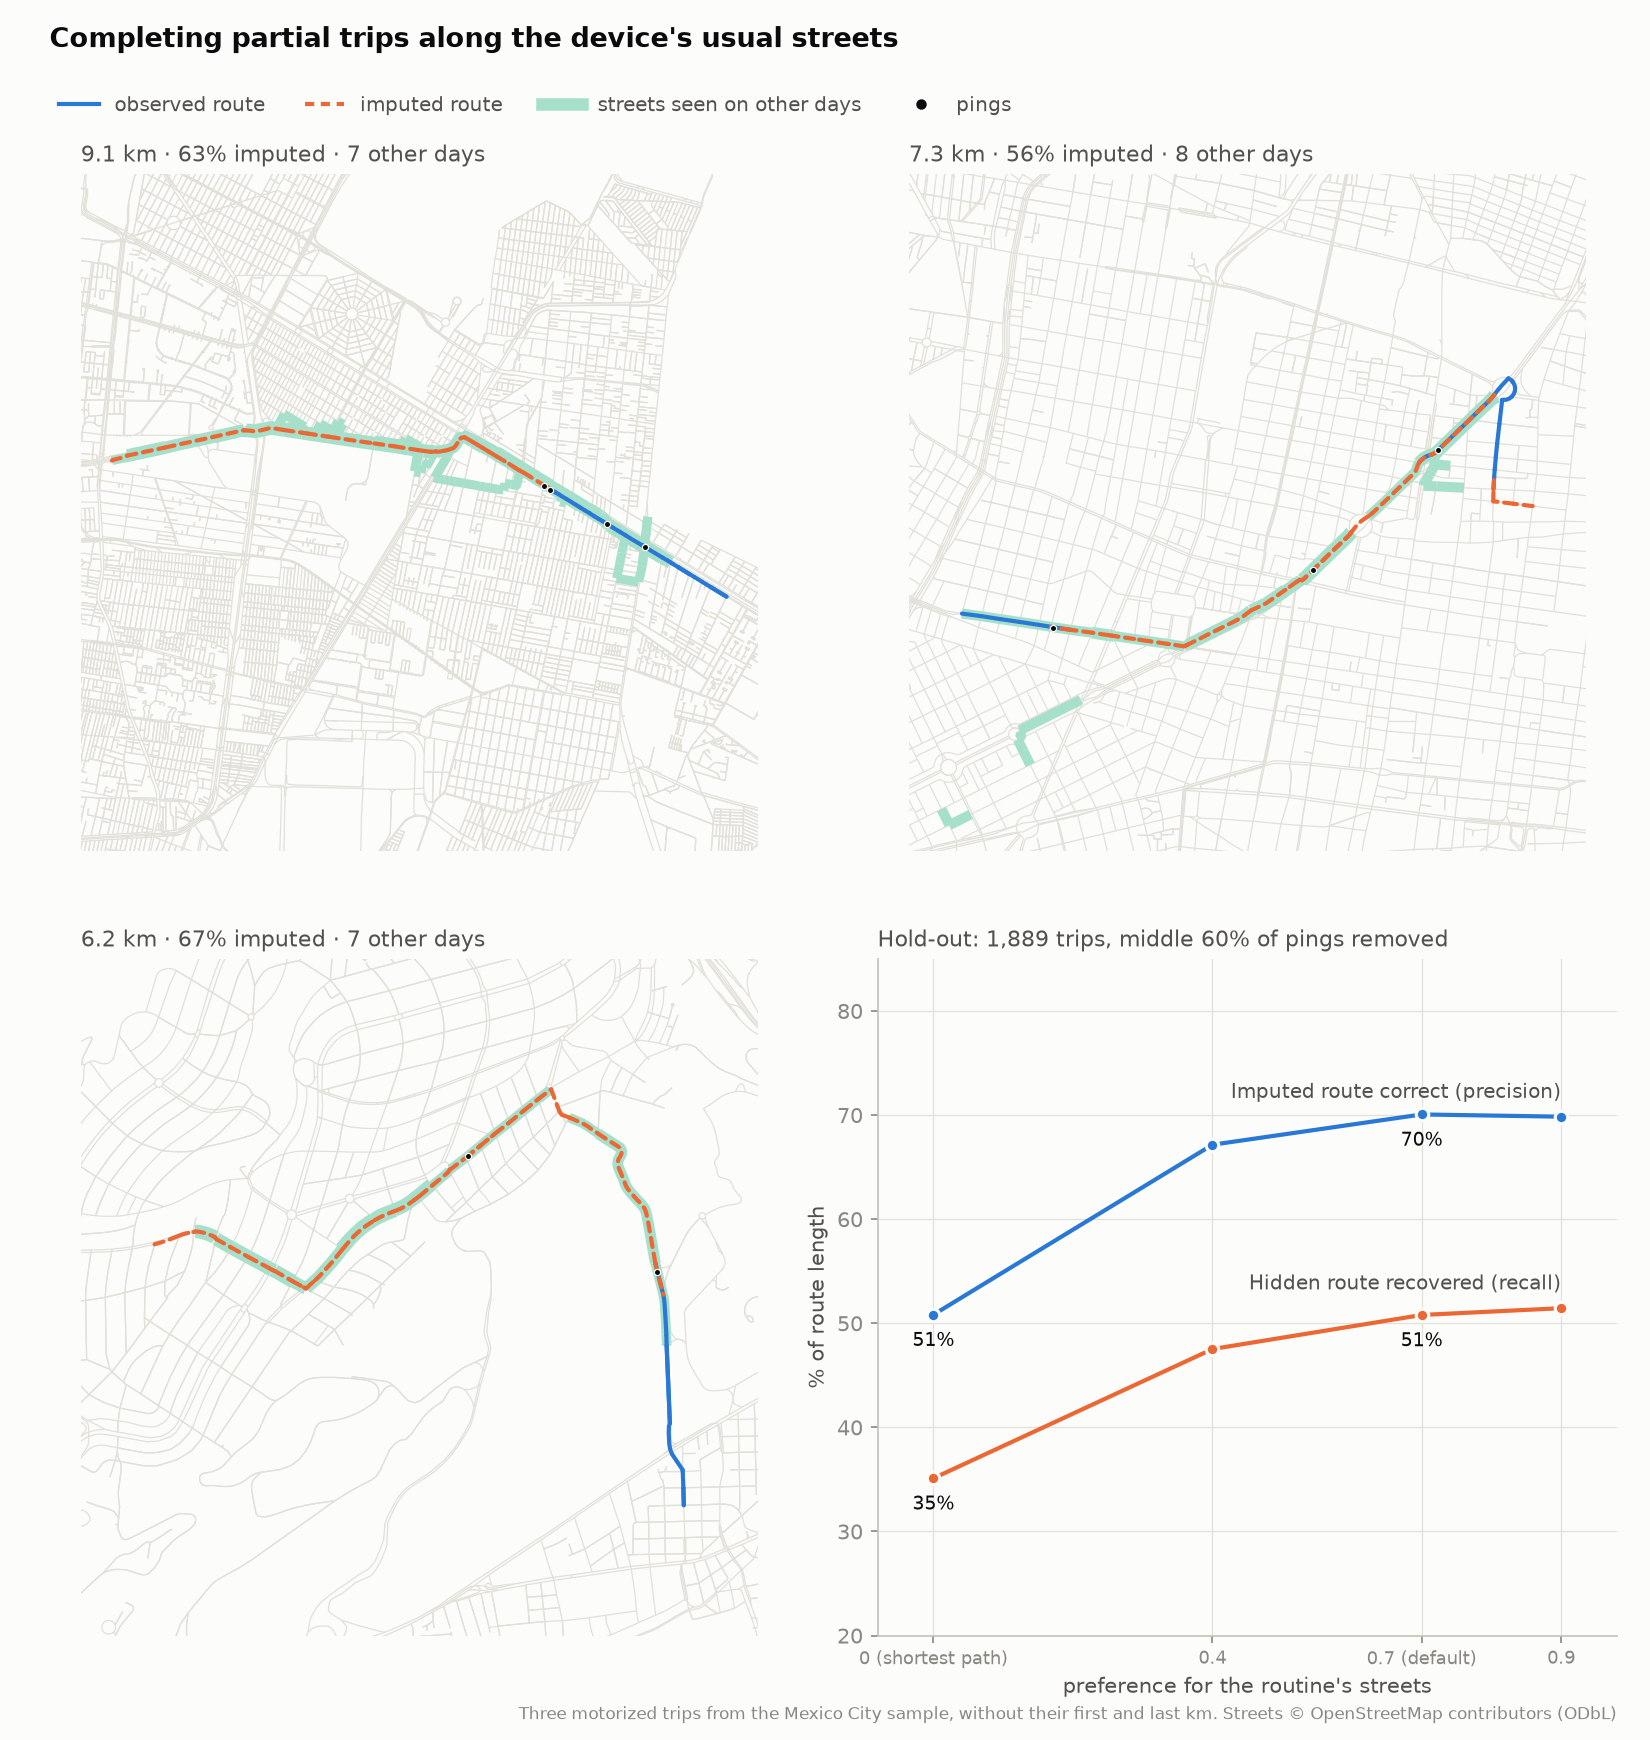 Completing partial trips along the device's usual streets
observed route
imputed route
streets seen on other days
pings
9.1 km · 63% imputed · 7 other days
7.3 km · 56% imputed · 8 other days
6.2 km · 67% imputed · 7 other days
Hold-out: 1,889 trips, middle 60% of pings removed
% of route length
80
70
60
50
40
30
20
Imputed route correct (precision)
70%
51%
Hidden route recovered (recall)
51%
35%
0 (shortest path)
0.4
0.7 (default)
0.9
preference for the routine's streets
Three motorized trips from the Mexico City sample, without their first and last km. Streets © OpenStreetMap contributors (ODbL)